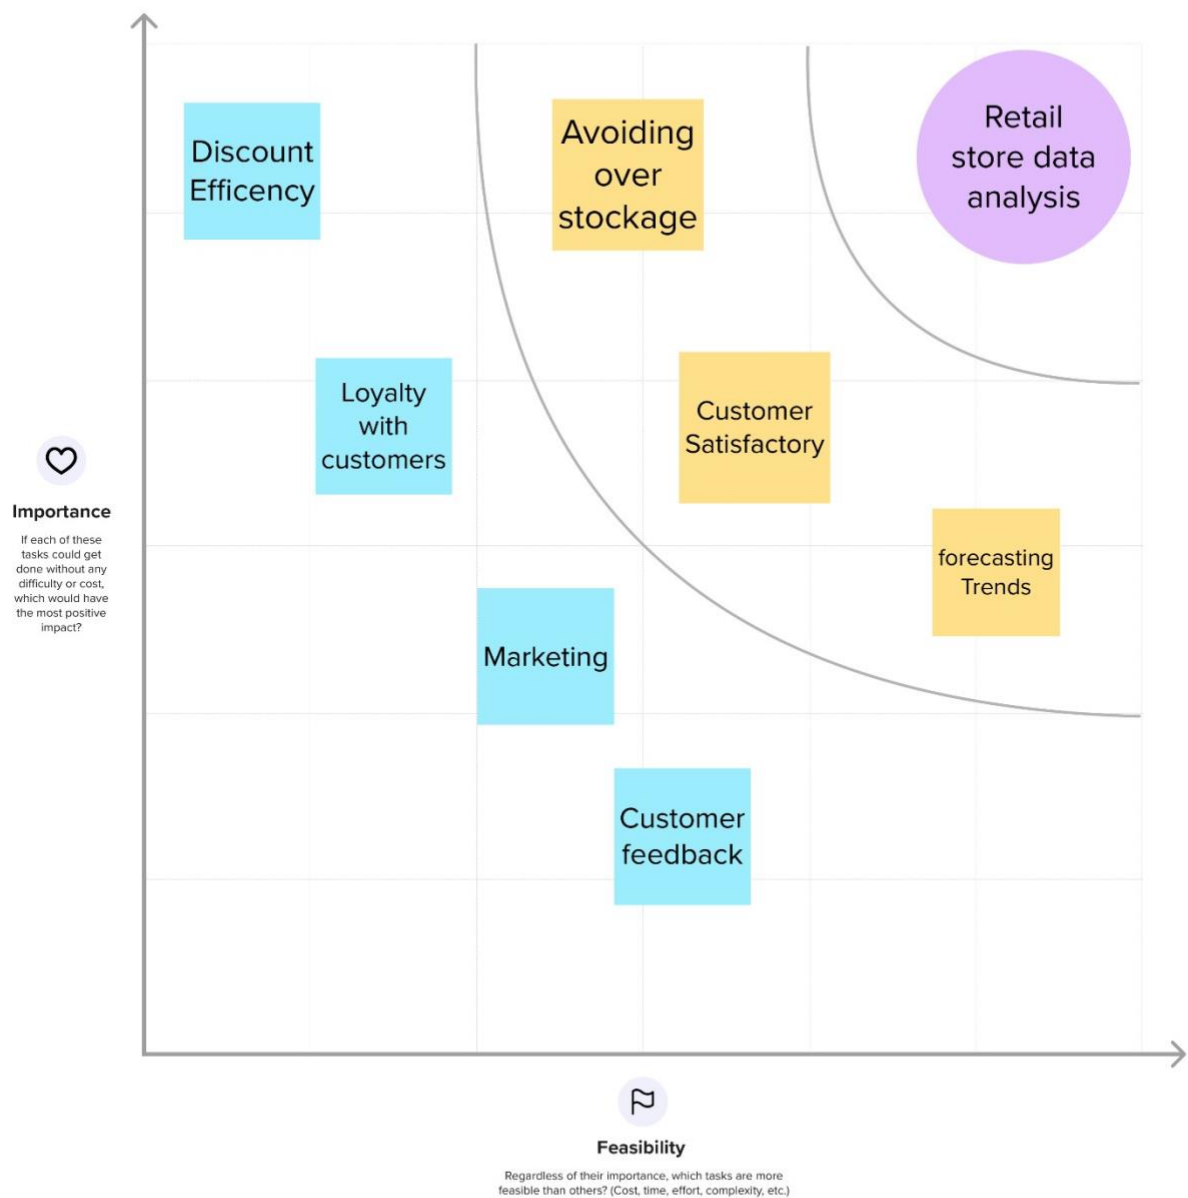 Discount
Efficency
Avoiding
over
stockage
Retail
store data
analysis
Loyalty
with
customers
Customer
Satisfactory
Importance
If each of these
tasks could get
done without any
difficulty or cost,
which would have
the most positive
impact?
forecasting
Trends
Marketing
Customer
feedback
Feasibility
Regardless of their importance, which tasks are more
feasible than others? (Cost, time, effort, complexity, etc.)